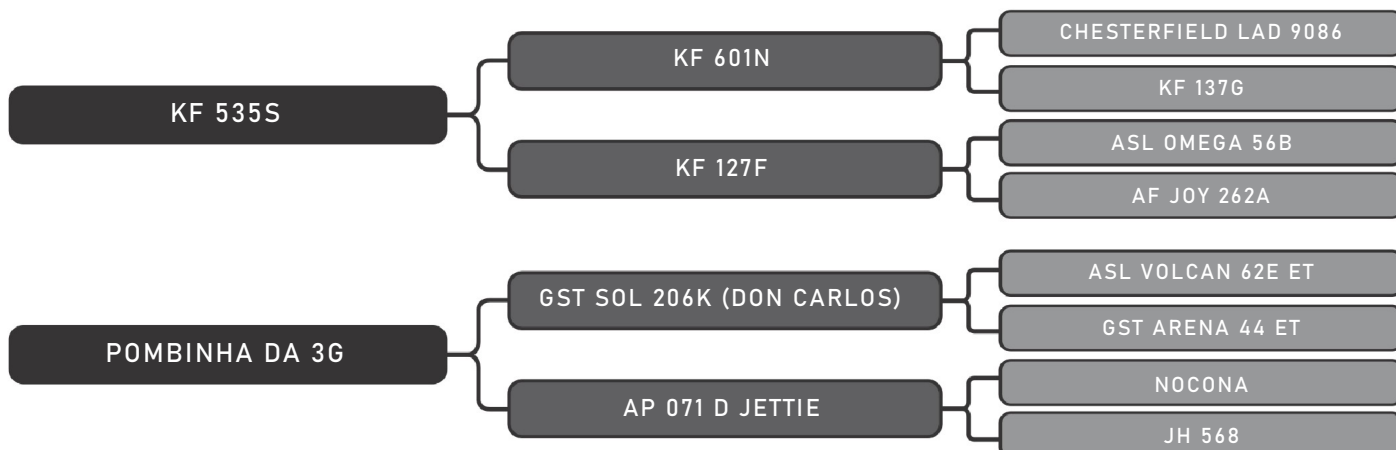 CHESTERFIELD LAD 9086
KF 601N
KF 137G
KF 535S
ASL OMEGA 56B
KF 127F
AF JOY 262A
ASL VOLCAN 62E ET
GST SOL 206K (DON CARLOS)
GST ARENA 44 ET
POMBINHA DA 3G
NOCONA
AP 071 D JETTIE
JH 568